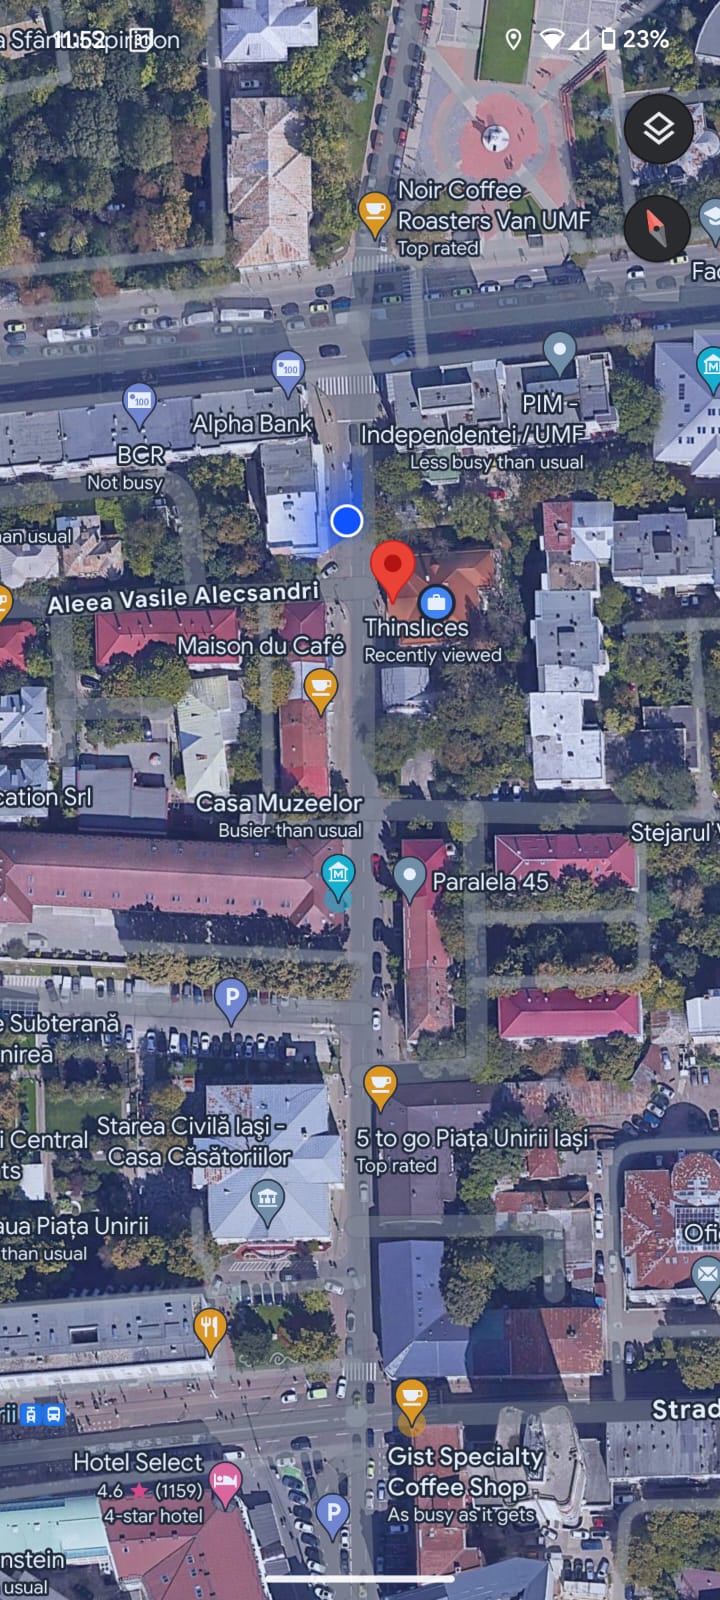 a Sfântul Spiridon
11:52
31
23%
Noir Coffee
Roasters Van UMF
Top rated
Fac
100
100
PIM -
Alpha Bank
Independentei / UMF
BCR
Less busy than usual
Not busy
an usual
Aleea Vasile Alecsandri
Thinslices
Maison du Café
Recently viewed
cation Srl
Casa Muzeelor
Busier than usual
Stejarul V
M
M
Paralela 45
P
e Subterană
nirea
Starea Civilă Iași -
i Central
Casa Căsătoriilor
5 to go Piața Unirii Iași
ts
Top rated
aua Piața Unirii
than usual
Ofi
rii
Strad
Hotel Select
Gist Specialty
4.6 ★ (1159)
Coffee Shop
4-star hotel
As busy as it gets
P
nstein
usual